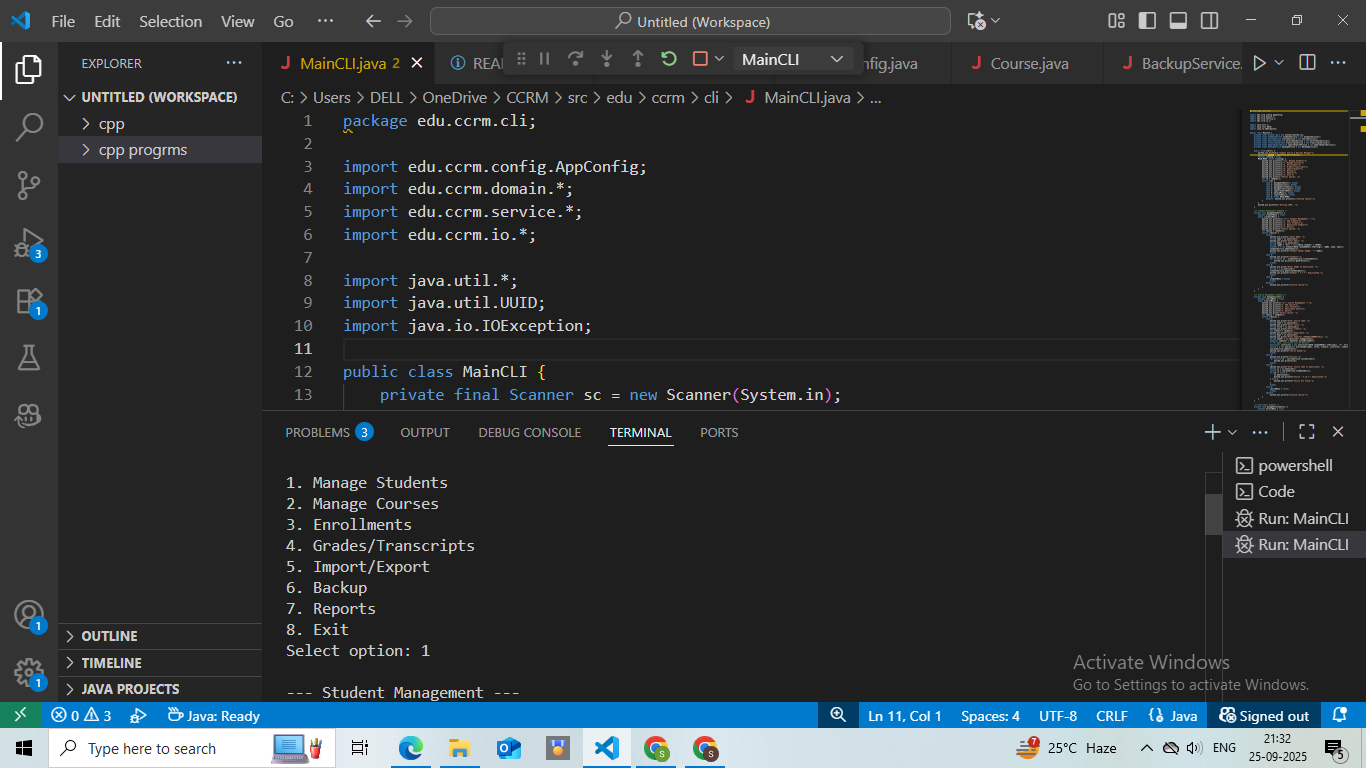 File Edit Selection View Go ··· Untitled (Workspace)
EXPLORER ···
UNTITLED (WORKSPACE)
cpp
cpp progrms
OUTLINE
TIMELINE
JAVA PROJECTS
3
1
1
1
J MainCLI.java 2 MainCLI nfig.java J Course.java J BackupService.
C: > Users > DELL > OneDrive > CCRM > src > edu > ccrm > cli > J MainCLI.java > ...
1 package edu.ccrm.cli;
2
3 import edu.ccrm.config.AppConfig;
4 import edu.ccrm.domain.*;
5 import edu.ccrm.service.*;
6 import edu.ccrm.io.*;
7
8 import java.util.*;
9 import java.util.UUID;
10 import java.io.IOException;
11
12 public class MainCLI {
13 private final Scanner sc = new Scanner(System.in);
PROBLEMS 3 OUTPUT DEBUG CONSOLE TERMINAL PORTS
1. Manage Students
2. Manage Courses
3. Enrollments
4. Grades/Transcripts
5. Import/Export
6. Backup
7. Reports
8. Exit
Select option: 1
--- Student Management ---
powershell
Code
Run: MainCLI
Run: MainCLI
Activate Windows
Go to Settings to activate Windows.
0 3 Java: Ready Ln 11, Col 1 Spaces: 4 UTF-8 CRLF {} Java Signed out
Type here to search 7 25°C Haze ENG 21:32
25-09-2025 5